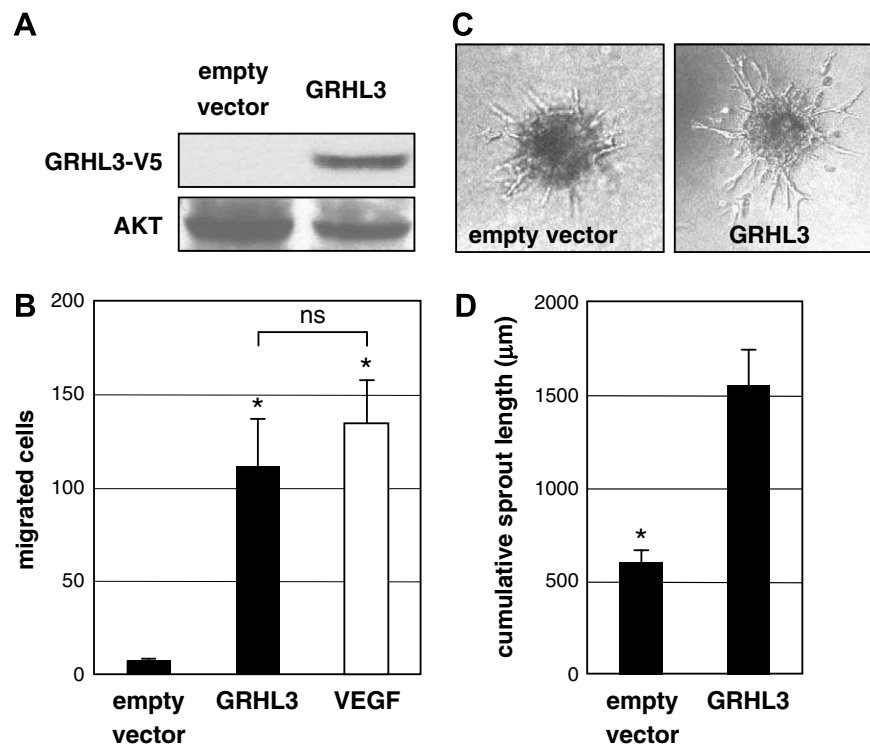 A
empty
vector
GRHL3
GRHL3-V5
AKT
C
empty vector
GRHL3
B
200
150
100
50
0
migrated cells
ns
*
*
empty
vector
GRHL3
VEGF
D
2000
1500
1000
500
0
cumulative sprout length (μm)
*
empty
vector
GRHL3